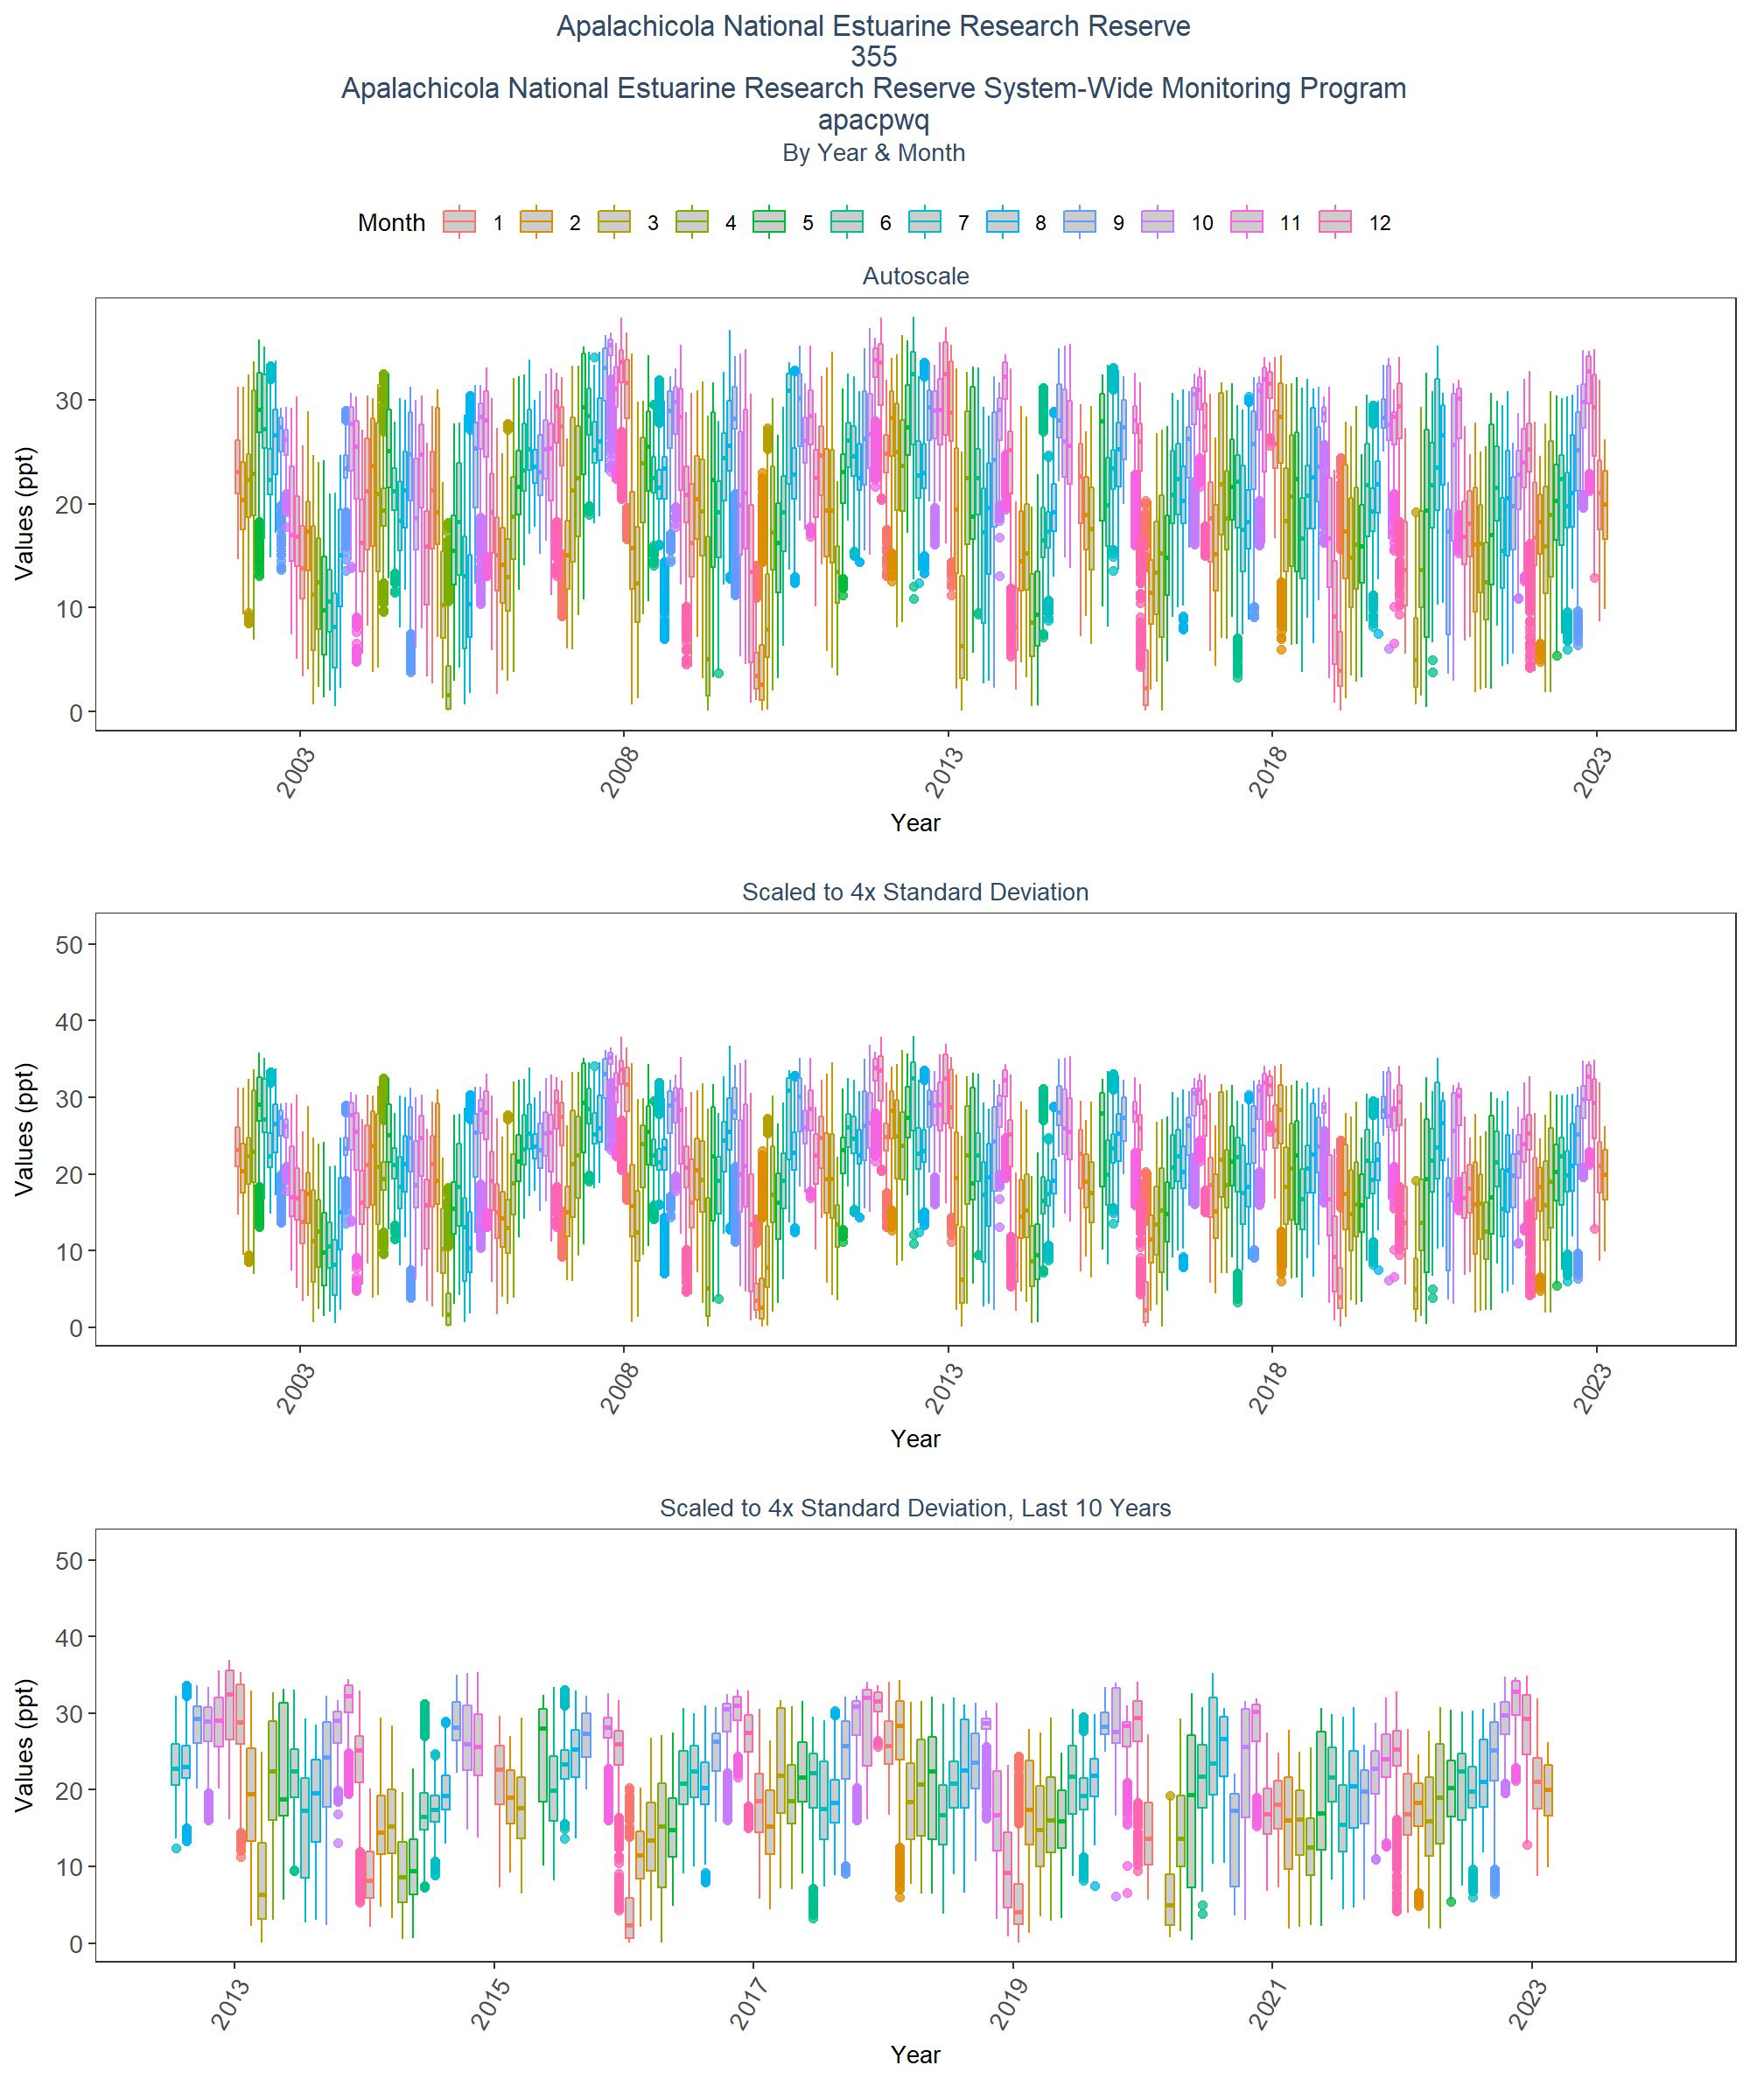 Apalachicola National Estuarine Research Reserve
355
Apalachicola National Estuarine Research Reserve System-Wide Monitoring Program
apacpwq
By Year & Month
Month 1 2 3 4 5 6 7 8 9 10 11 12
Autoscale
Values (ppt)
30
20
10
0
2003 2008 2013 2018 2023
Year
Scaled to 4x Standard Deviation
Values (ppt)
50
40
30
20
10
0
2003 2008 2013 2018 2023
Year
Scaled to 4x Standard Deviation, Last 10 Years
Values (ppt)
50
40
30
20
10
0
2013 2015 2017 2019 2021 2023
Year